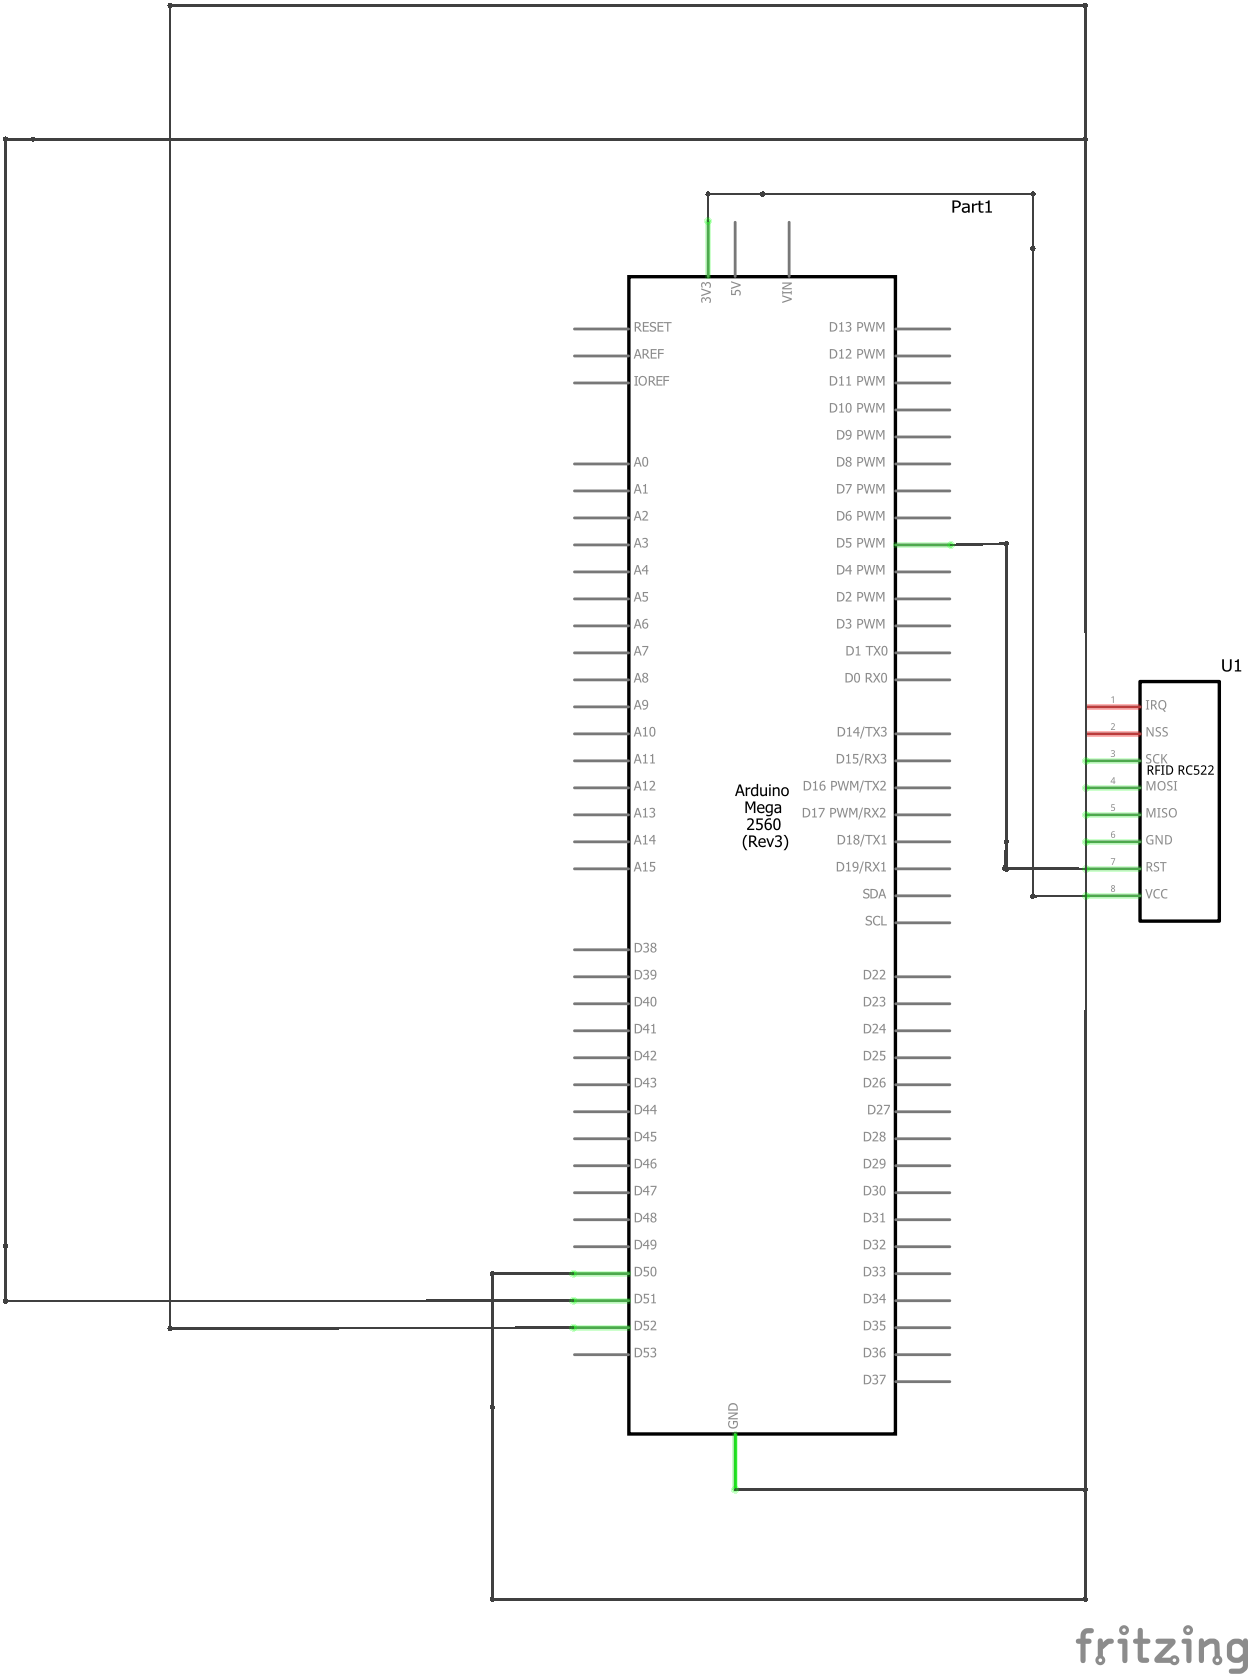 Part1
3V3
5V
VIN
RESET D13 PWM
AREF D12 PWM
IOREF D11 PWM
D10 PWM
D9 PWM
A0 D8 PWM
A1 D7 PWM
A2 D6 PWM
A3 D5 PWM
A4 D4 PWM
A5 D2 PWM
A6 D3 PWM
A7 D1 TX0
A8 D0 RX0
A9
A10 D14/TX3
A11 D15/RX3
A12 D16 PWM/TX2
A13 D17 PWM/RX2
A14 D18/TX1
A15 D19/RX1
SDA
SCL
Arduino
Mega
2560
(Rev3)
D38
D39 D22
D40 D23
D41 D24
D42 D25
D43 D26
D44 D27
D45 D28
D46 D29
D47 D30
D48 D31
D49 D32
D50 D33
D51 D34
D52 D35
D53 D36
D37
GND
U1
1 IRQ
2 NSS
3 SCK
RFID RC522
4 MOSI
5 MISO
6 GND
7 RST
8 VCC
fritzing